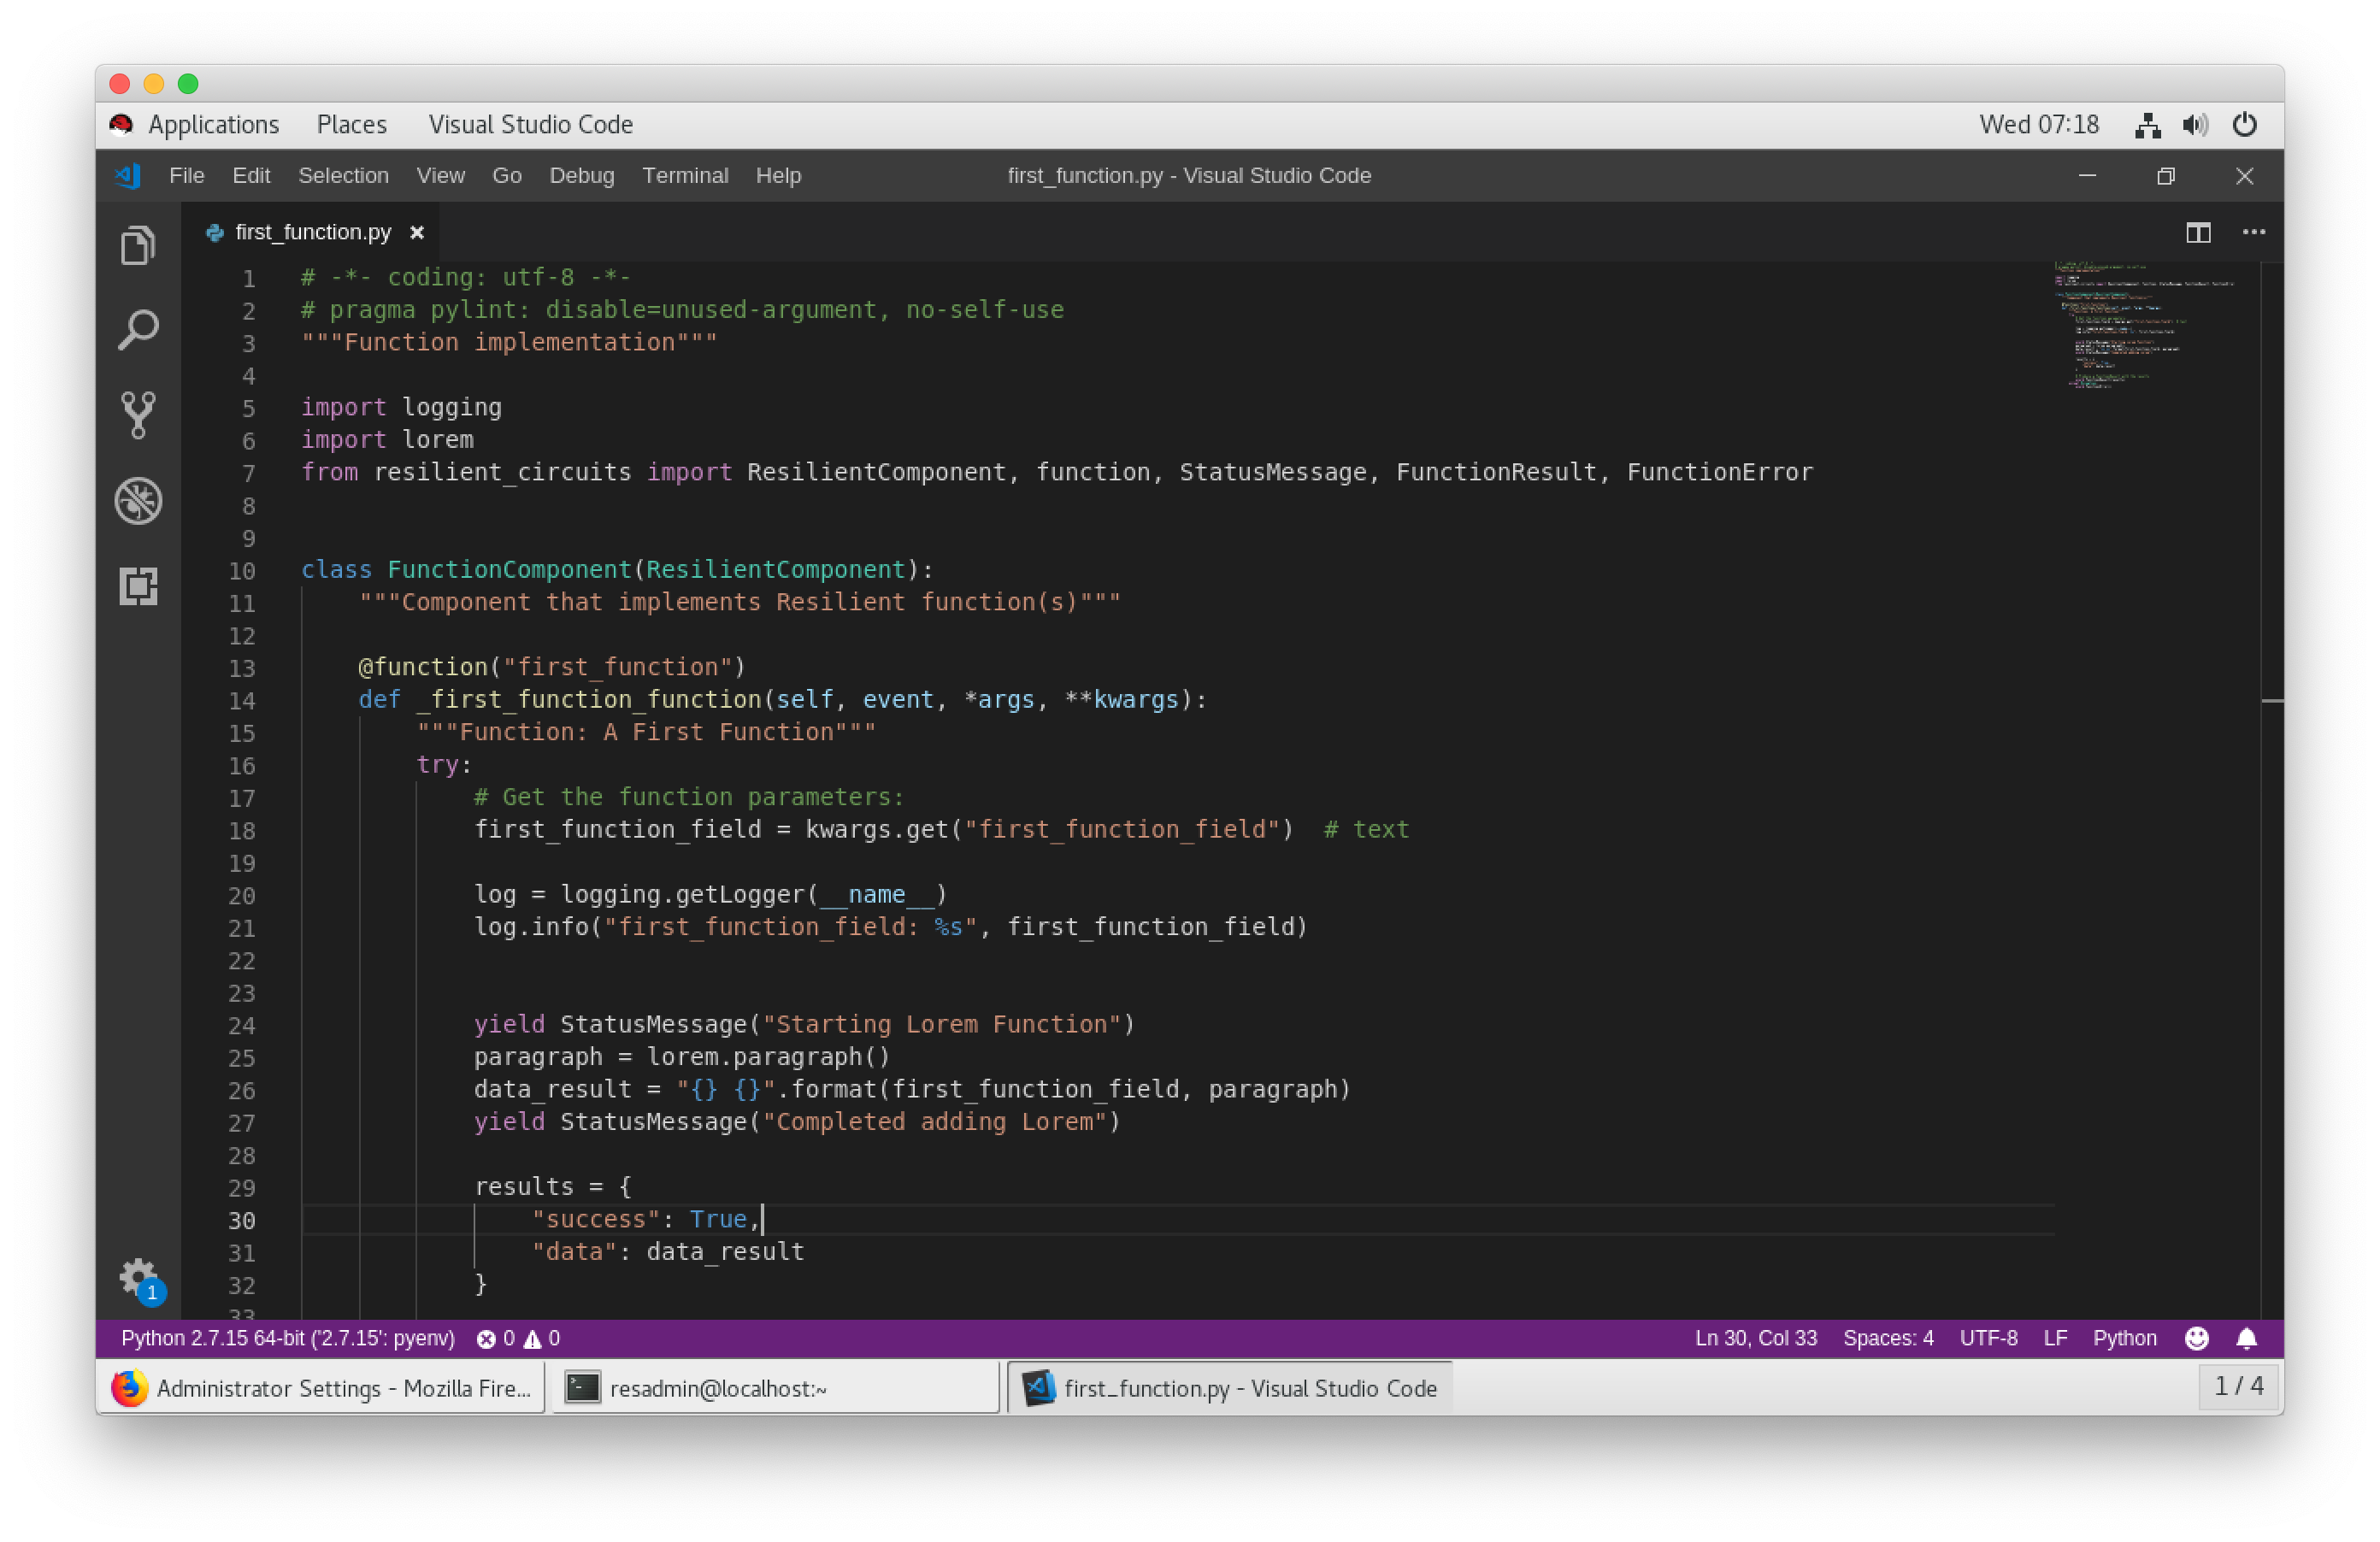 Applications Places Visual Studio Code Wed 07:18
File Edit Selection View Go Debug Terminal Help first_function.py - Visual Studio Code
first_function.py
1 # -*- coding: utf-8 -*-
2 # pragma pylint: disable=unused-argument, no-self-use
3 """Function implementation"""
4
5 import logging
6 import lorem
7 from resilient_circuits import ResilientComponent, function, StatusMessage, FunctionResult, FunctionError
8
9
10 class FunctionComponent(ResilientComponent):
11     """Component that implements Resilient function(s)"""
12
13     @function("first_function")
14     def _first_function_function(self, event, *args, **kwargs):
15         """Function: A First Function"""
16         try:
17             # Get the function parameters:
18             first_function_field = kwargs.get("first_function_field")  # text
19
20             log = logging.getLogger(__name__)
21             log.info("first_function_field: %s", first_function_field)
22
23
24             yield StatusMessage("Starting Lorem Function")
25             paragraph = lorem.paragraph()
26             data_result = "{} {}".format(first_function_field, paragraph)
27             yield StatusMessage("Completed adding Lorem")
28
29             results = {
30                 "success": True,
31                 "data": data_result
32             }
33
1
Python 2.7.15 64-bit ('2.7.15': pyenv) 0 0 Ln 30, Col 33 Spaces: 4 UTF-8 LF Python
Administrator Settings - Mozilla Fire... resadmin@localhost:~ first_function.py - Visual Studio Code 1 / 4